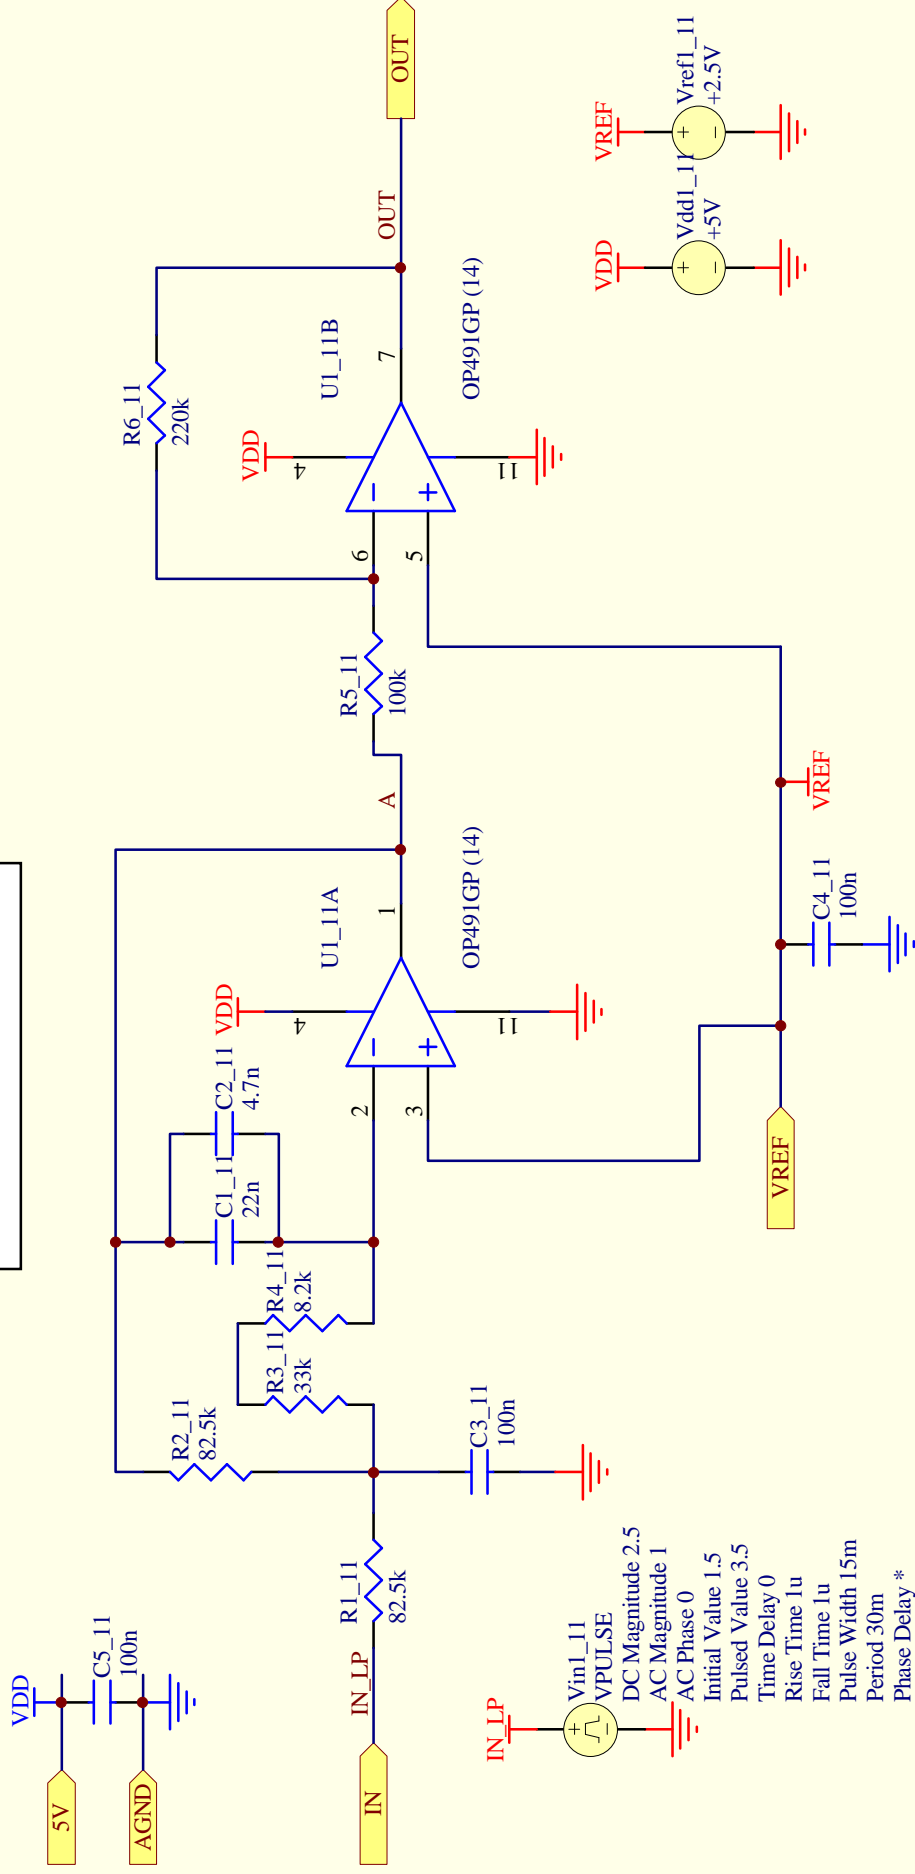 VDD
5V
C5_11
100n
AGND
IN
IN_LP
R1_11
82.5k
R2_11
82.5k
R3_11
33k
R4_11
8.2k
C1_11
22n
C2_11
4.7n
C3_11
100n
VDD
4
U1_11A
2
3
1
11
OP491GP (14)
A
R5_11
100k
R6_11
220k
VDD
4
U1_11B
6
5
7
11
OP491GP (14)
OUT
OUT
VREF
C4_11
100n
VREF
IN_LP
Vin1_11
VPULSE
DC Magnitude 2.5
AC Magnitude 1
AC Phase 0
Initial Value 1.5
Pulsed Value 3.5
Time Delay 0
Rise Time 1u
Fall Time 1u
Pulse Width 15m
Period 30m
Phase Delay *
VDD
Vdd1_11
+5V
VREF
Vref1_11
+2.5V